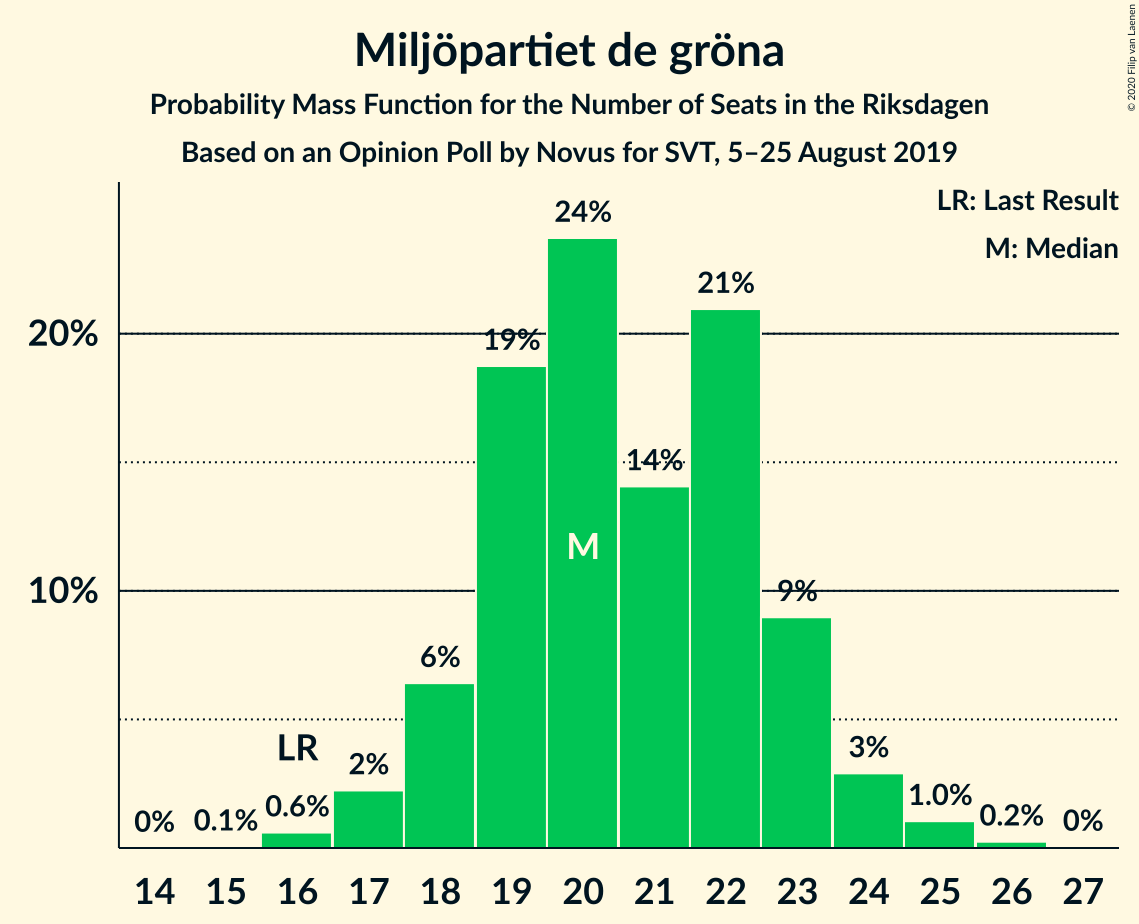 Miljöpartiet de gröna
Probability Mass Function for the Number of Seats in the Riksdagen
Based on an Opinion Poll by Novus for SVT, 5–25 August 2019
© 2020 Filip van Laenen
LR: Last Result
M: Median
20%
10%
0%
0.1%
0.6%
2%
6%
19%
24%
14%
21%
9%
3%
1.0%
0.2%
0%
LR
M
14 15 16 17 18 19 20 21 22 23 24 25 26 27